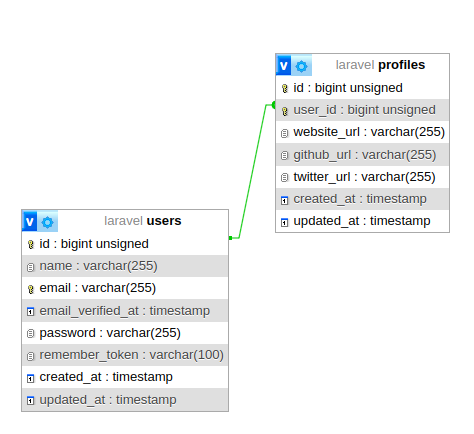 v laravel profiles
id : bigint unsigned
user_id : bigint unsigned
website_url : varchar(255)
github_url : varchar(255)
twitter_url : varchar(255)
created_at : timestamp
updated_at : timestamp
v laravel users
id : bigint unsigned
name : varchar(255)
email : varchar(255)
email_verified_at : timestamp
password : varchar(255)
remember_token : varchar(100)
created_at : timestamp
updated_at : timestamp